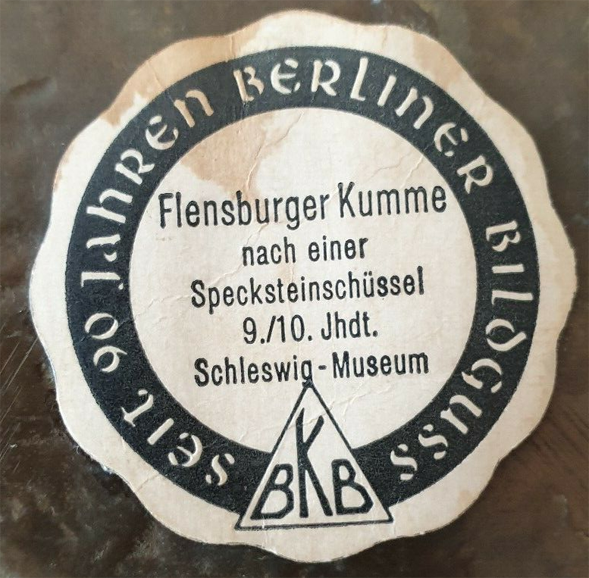 SEIT 90 JAHREN BERLINER BILDGUSS
Flensburger Kumme
nach einer
Specksteinschüssel
9./10. Jhdt.
Schleswig-Museum
BKB